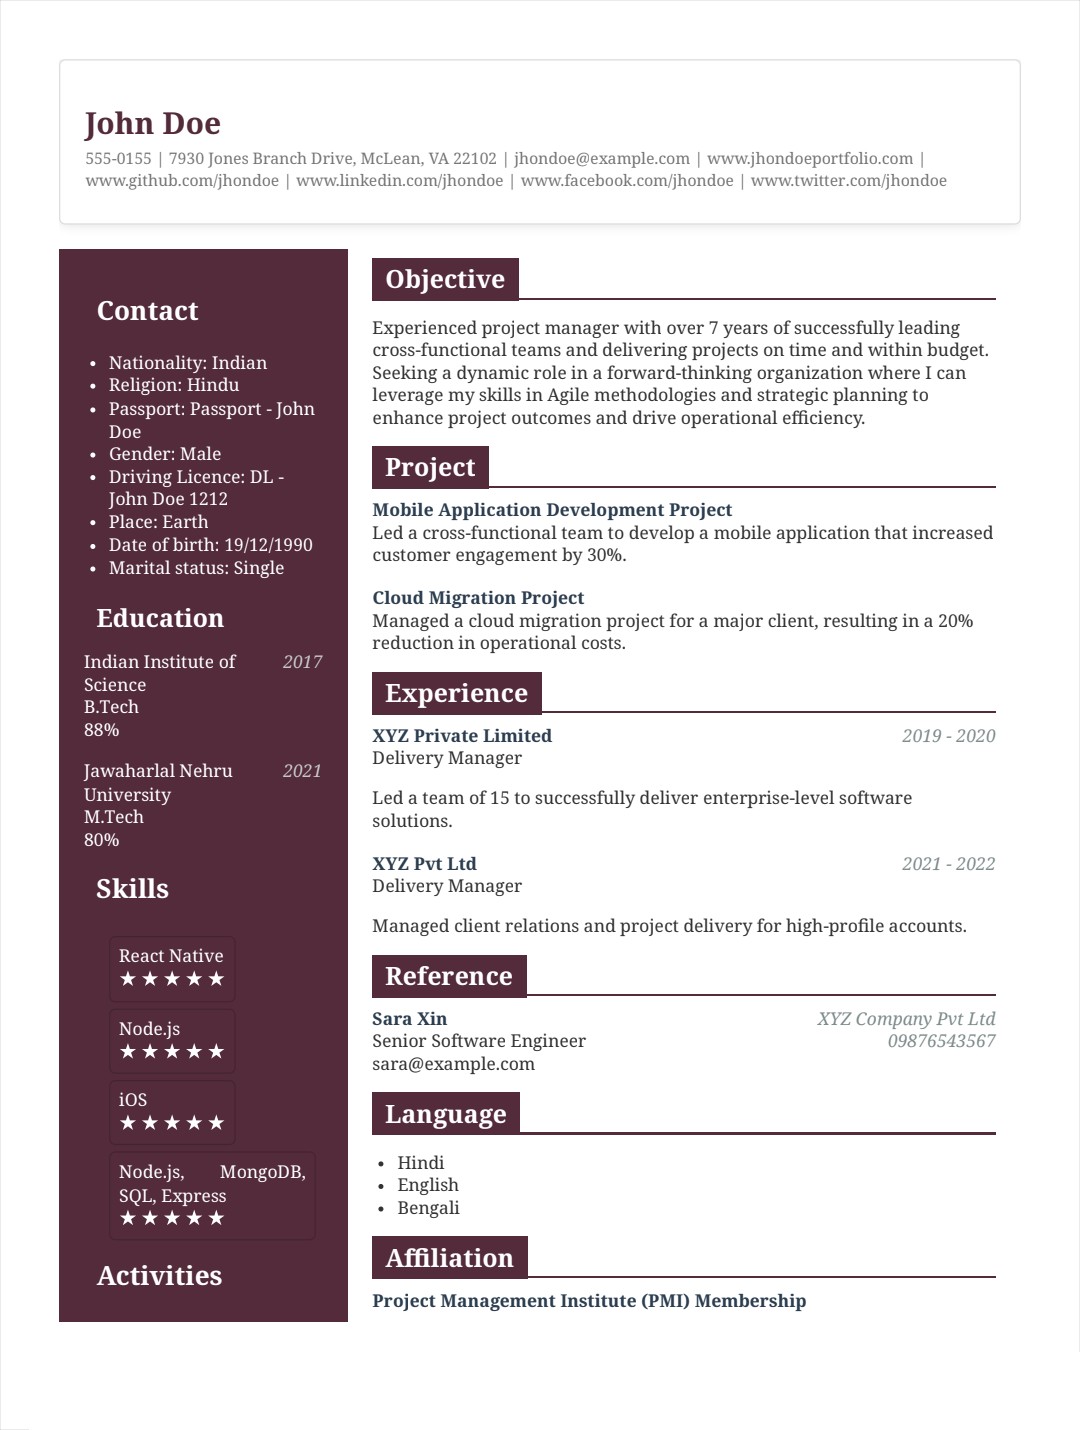 John Doe
555-0155 | 7930 Jones Branch Drive, McLean, VA 22102 | jhondoe@example.com | www.jhondoeportfolio.com |
www.github.com/jhondoe | www.linkedin.com/jhondoe | www.facebook.com/jhondoe | www.twitter.com/jhondoe
Contact
• Nationality: Indian
• Religion: Hindu
• Passport: Passport - John
Doe
• Gender: Male
• Driving Licence: DL -
John Doe 1212
• Place: Earth
• Date of birth: 19/12/1990
• Marital status: Single
Education
Indian Institute of 2017
Science
B.Tech
88%
Jawaharlal Nehru 2021
University
M.Tech
80%
Skills
React Native
★ ★ ★ ★ ★
Node.js
★ ★ ★ ★ ★
iOS
★ ★ ★ ★ ★
Node.js, MongoDB,
SQL, Express
★ ★ ★ ★ ★
Activities
Objective
Experienced project manager with over 7 years of successfully leading
cross-functional teams and delivering projects on time and within budget.
Seeking a dynamic role in a forward-thinking organization where I can
leverage my skills in Agile methodologies and strategic planning to
enhance project outcomes and drive operational efficiency.
Project
Mobile Application Development Project
Led a cross-functional team to develop a mobile application that increased
customer engagement by 30%.
Cloud Migration Project
Managed a cloud migration project for a major client, resulting in a 20%
reduction in operational costs.
Experience
XYZ Private Limited 2019 - 2020
Delivery Manager
Led a team of 15 to successfully deliver enterprise-level software
solutions.
XYZ Pvt Ltd 2021 - 2022
Delivery Manager
Managed client relations and project delivery for high-profile accounts.
Reference
Sara Xin XYZ Company Pvt Ltd
Senior Software Engineer 09876543567
sara@example.com
Language
• Hindi
• English
• Bengali
Affiliation
Project Management Institute (PMI) Membership